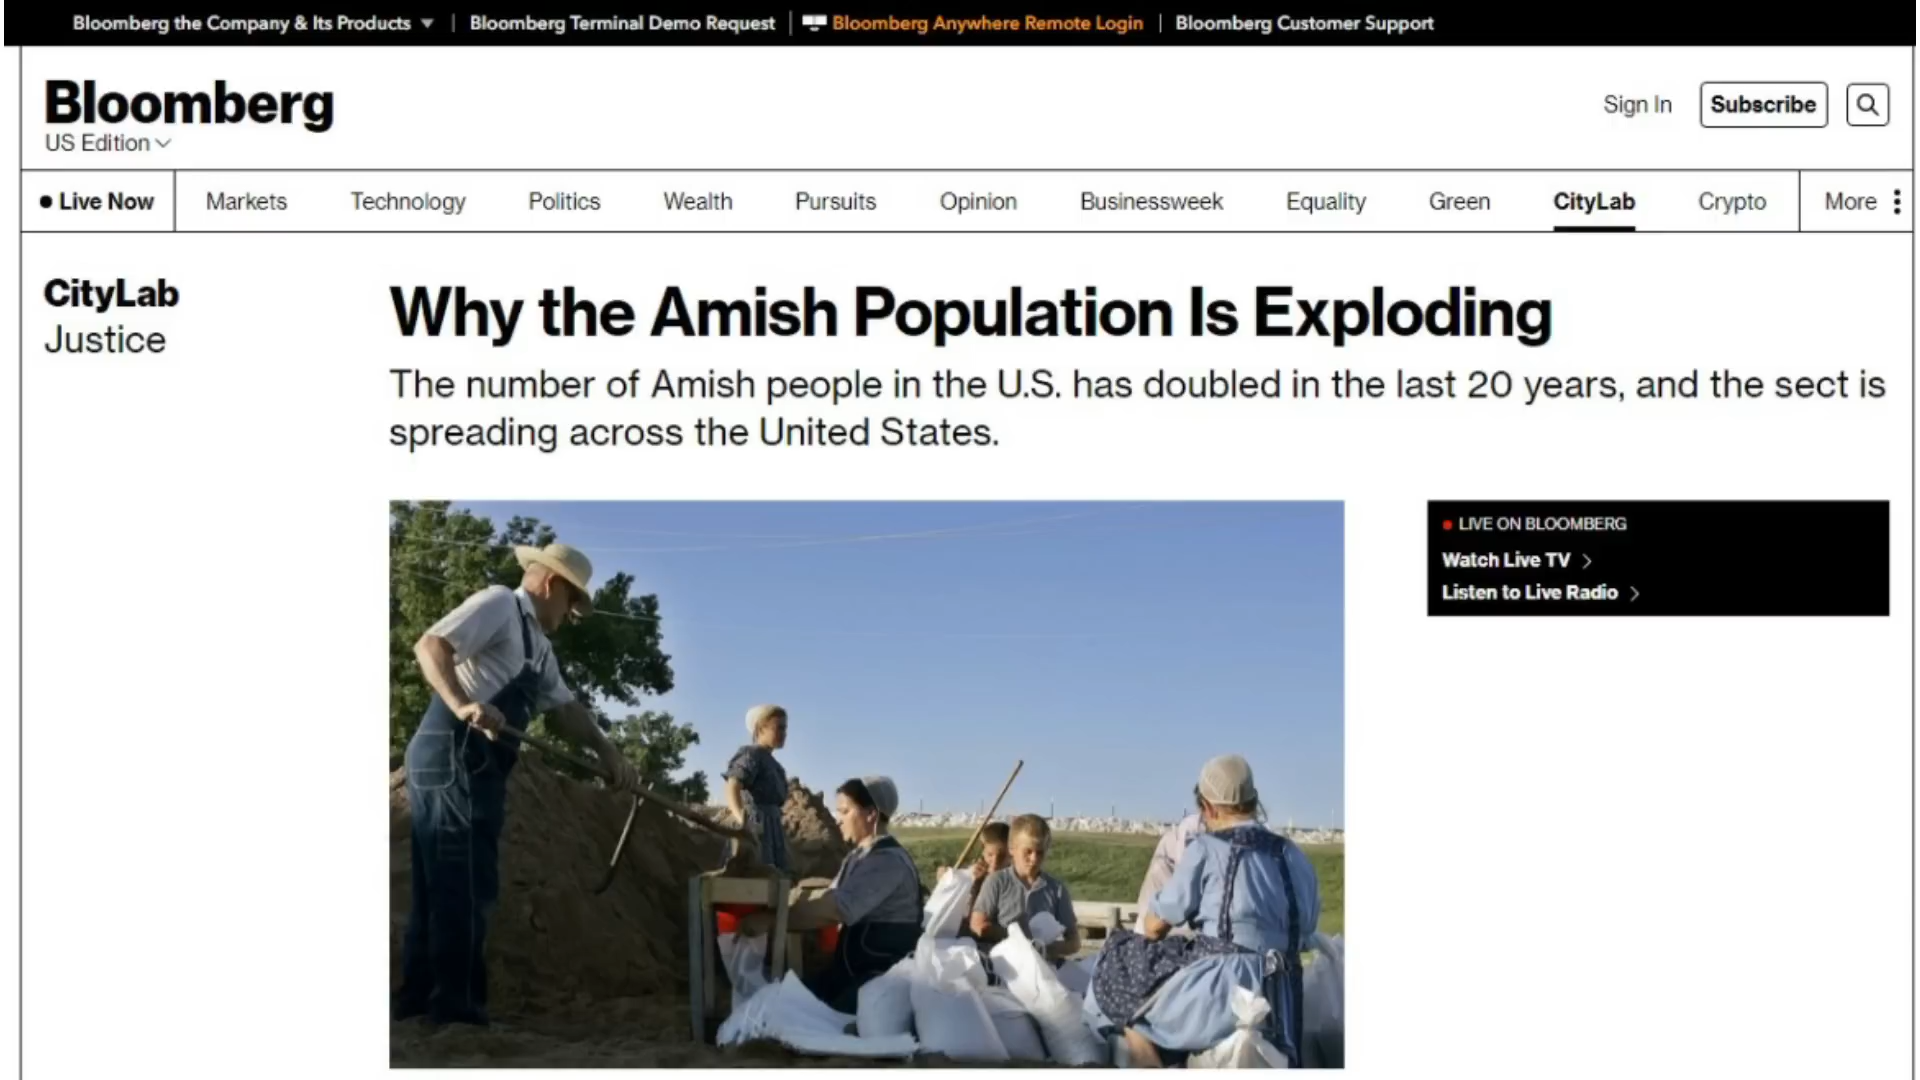 Bloomberg the Company & Its Products
Bloomberg Terminal Demo Request
Bloomberg Anywhere Remote Login
Bloomberg Customer Support
Bloomberg
US Edition
Sign In
Subscribe
Live Now
Markets
Technology
Politics
Wealth
Pursuits
Opinion
Businessweek
Equality
Green
CityLab
Crypto
More
CityLab
Justice
Why the Amish Population Is Exploding
The number of Amish people in the U.S. has doubled in the last 20 years, and the sect is
spreading across the United States.
LIVE ON BLOOMBERG
Watch Live TV
Listen to Live Radio